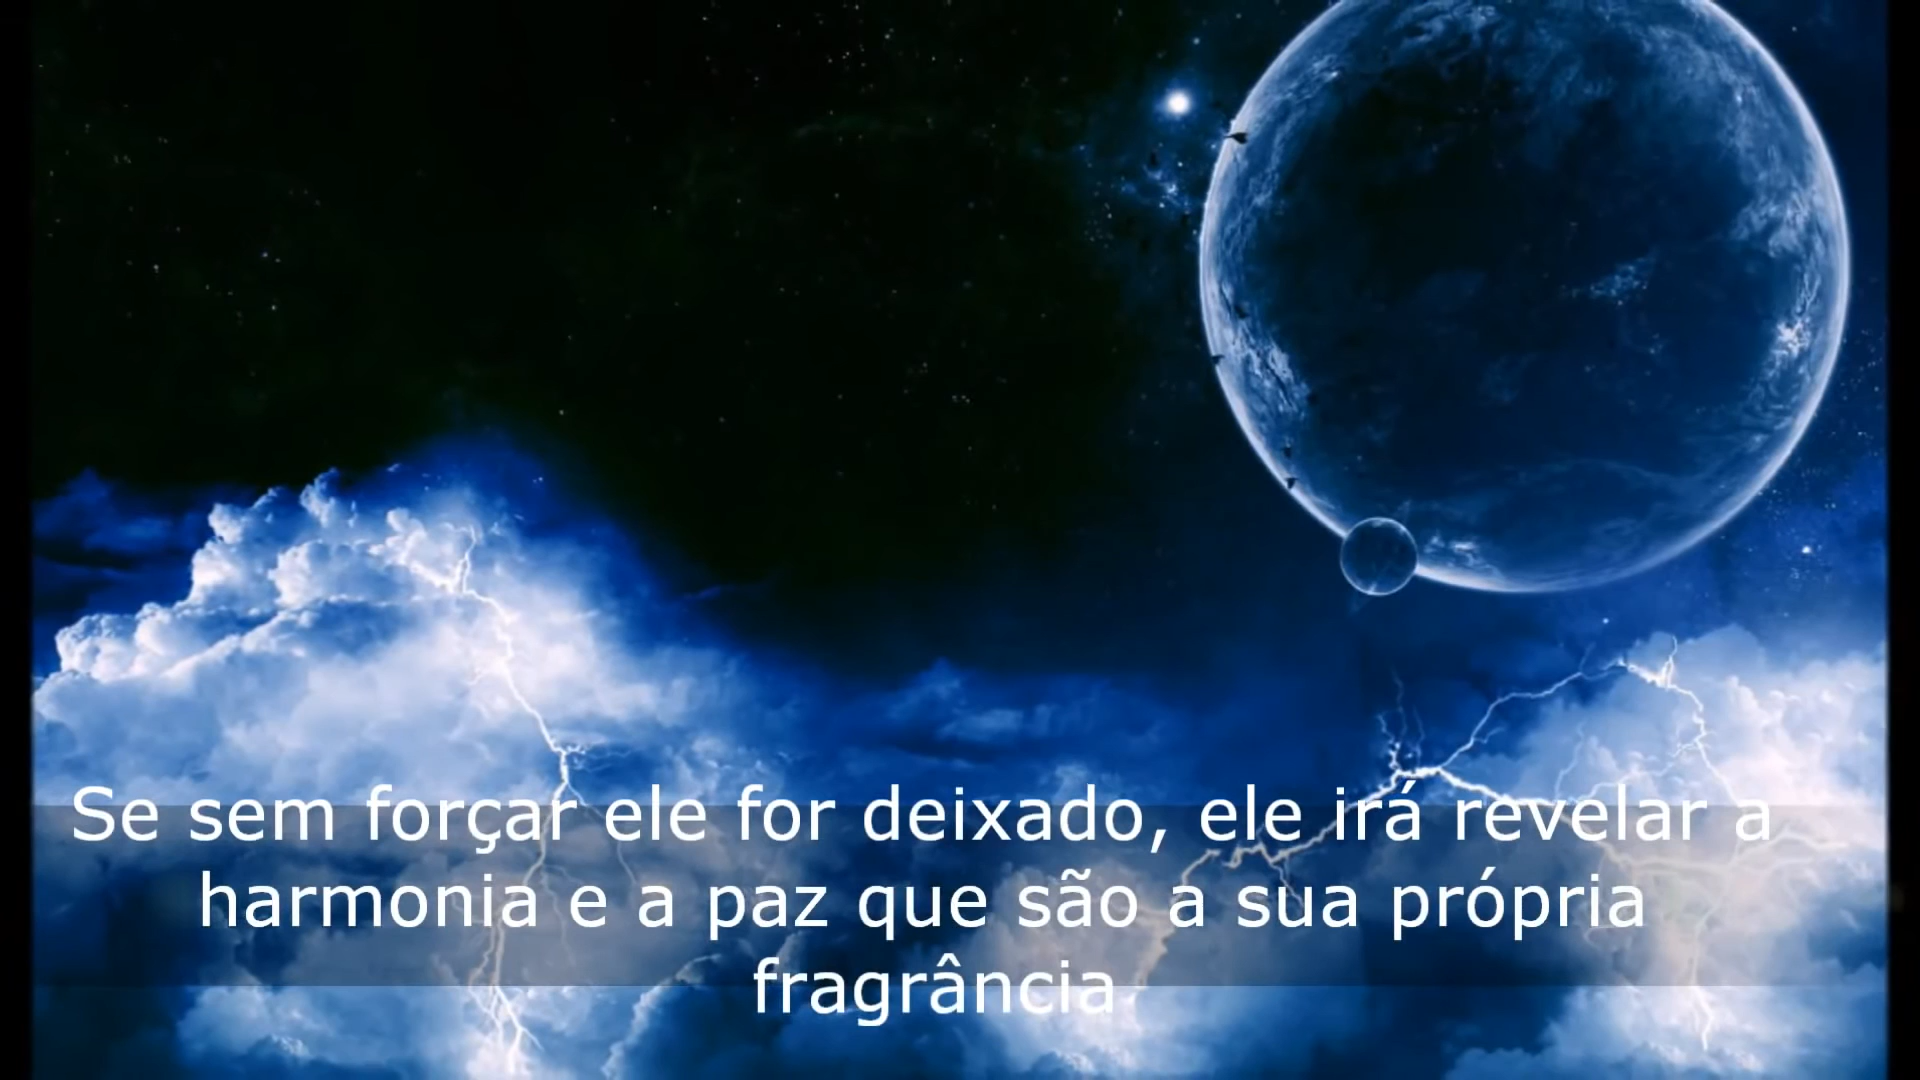 Se sem forçar ele for deixado, ele irá revelar a
harmonia e a paz que são a sua própria
fragrância